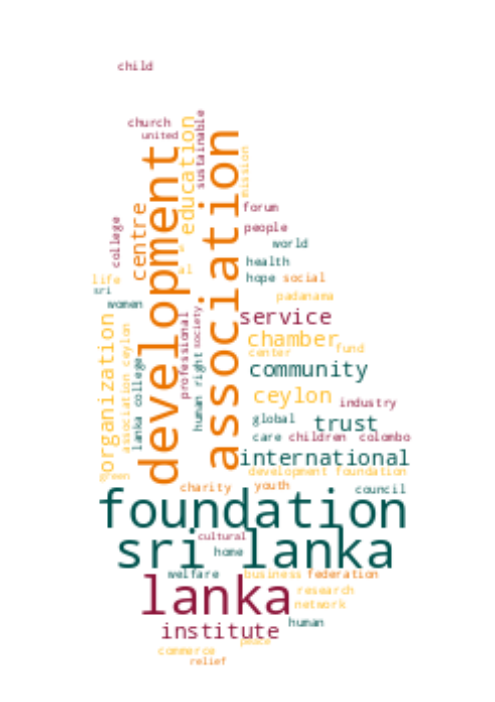 child
church
united
sustainable
education
development
association
mission
forum
people
college
centre
world
health
life
hope social
sri
padanama
women
service
professional
society
organization
association ceylon
lanka college
human right
chamber
center
fund
community
ceylon
industry
global
trust
care
children
colombo
international
development foundation
green
charity
youth
council
foundation
cultural
sri lanka
home
welfare
business
federation
lanka
research
network
institute
human
peace
commerce
relief